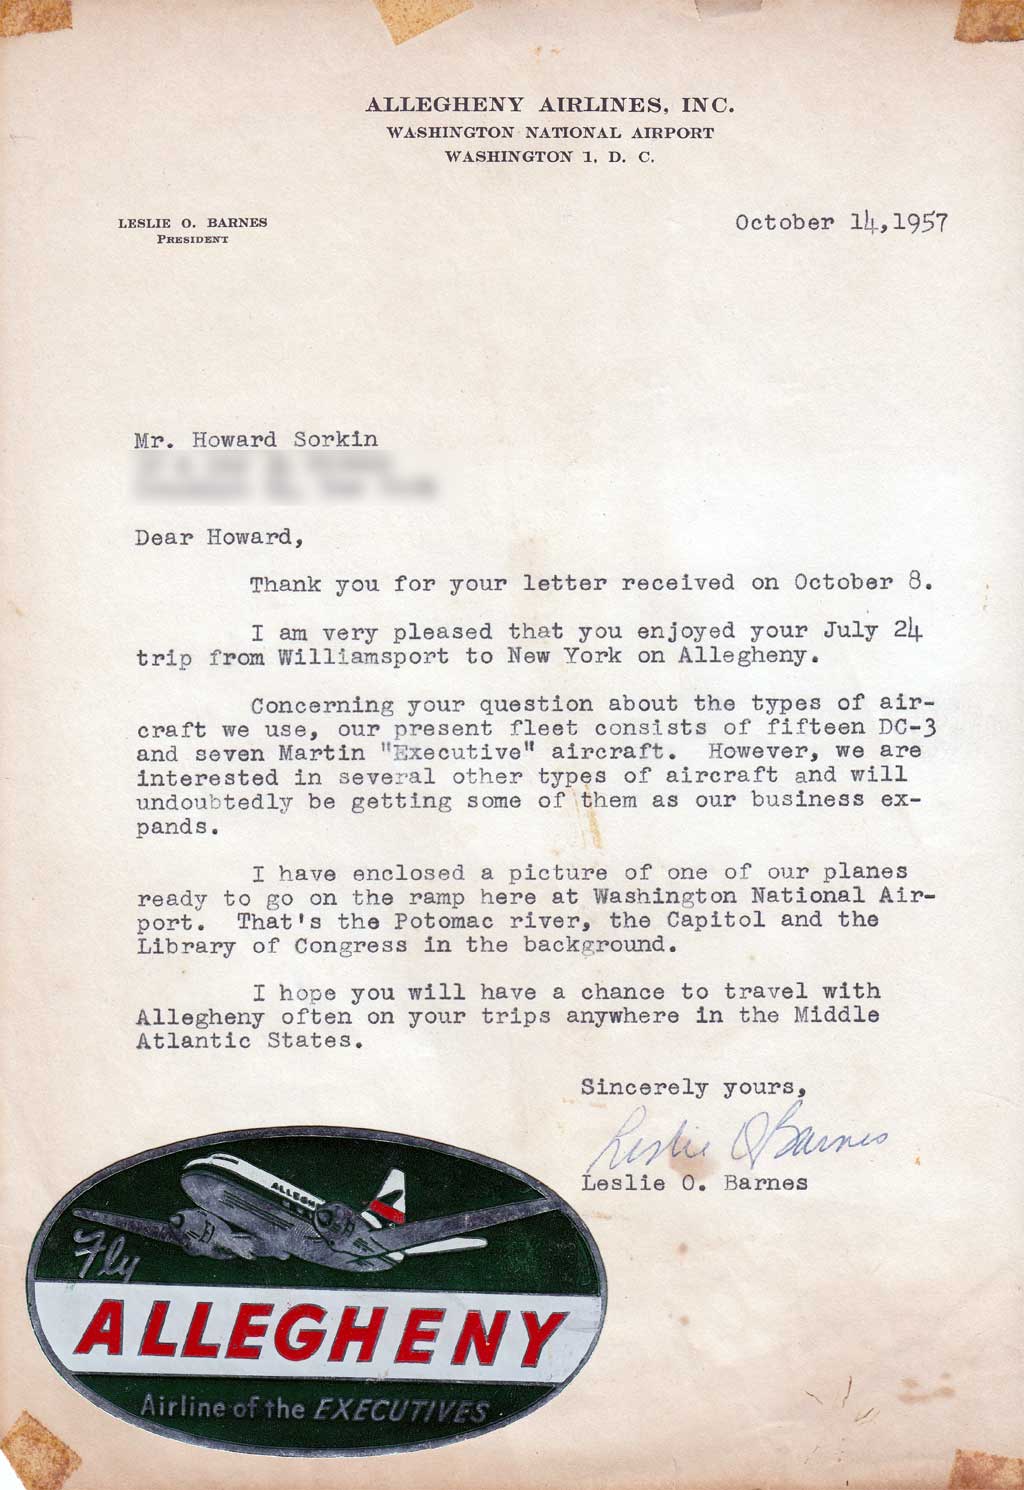 ALLEGHENY AIRLINES, INC.
WASHINGTON NATIONAL AIRPORT
WASHINGTON 1, D. C.
LESLIE O. BARNES
PRESIDENT
October 14,1957
Mr. Howard Sorkin
Dear Howard,
Thank you for your letter received on October 8.
I am very pleased that you enjoyed your July 24
trip from Williamsport to New York on Allegheny.
Concerning your question about the types of air-
craft we use, our present fleet consists of fifteen DC-3
and seven Martin "Executive" aircraft. However, we are
interested in several other types of aircraft and will
undoubtedly be getting some of them as our business ex-
pands.
I have enclosed a picture of one of our planes
ready to go on the ramp here at Washington National Air-
port. That's the Potomac river, the Capitol and the
Library of Congress in the background.
I hope you will have a chance to travel with
Allegheny often on your trips anywhere in the Middle
Atlantic States.
Sincerely yours,
Leslie O Barnes
Leslie O. Barnes
ALLEGH
Fly
ALLEGHENY
Airline of the EXECUTIVES